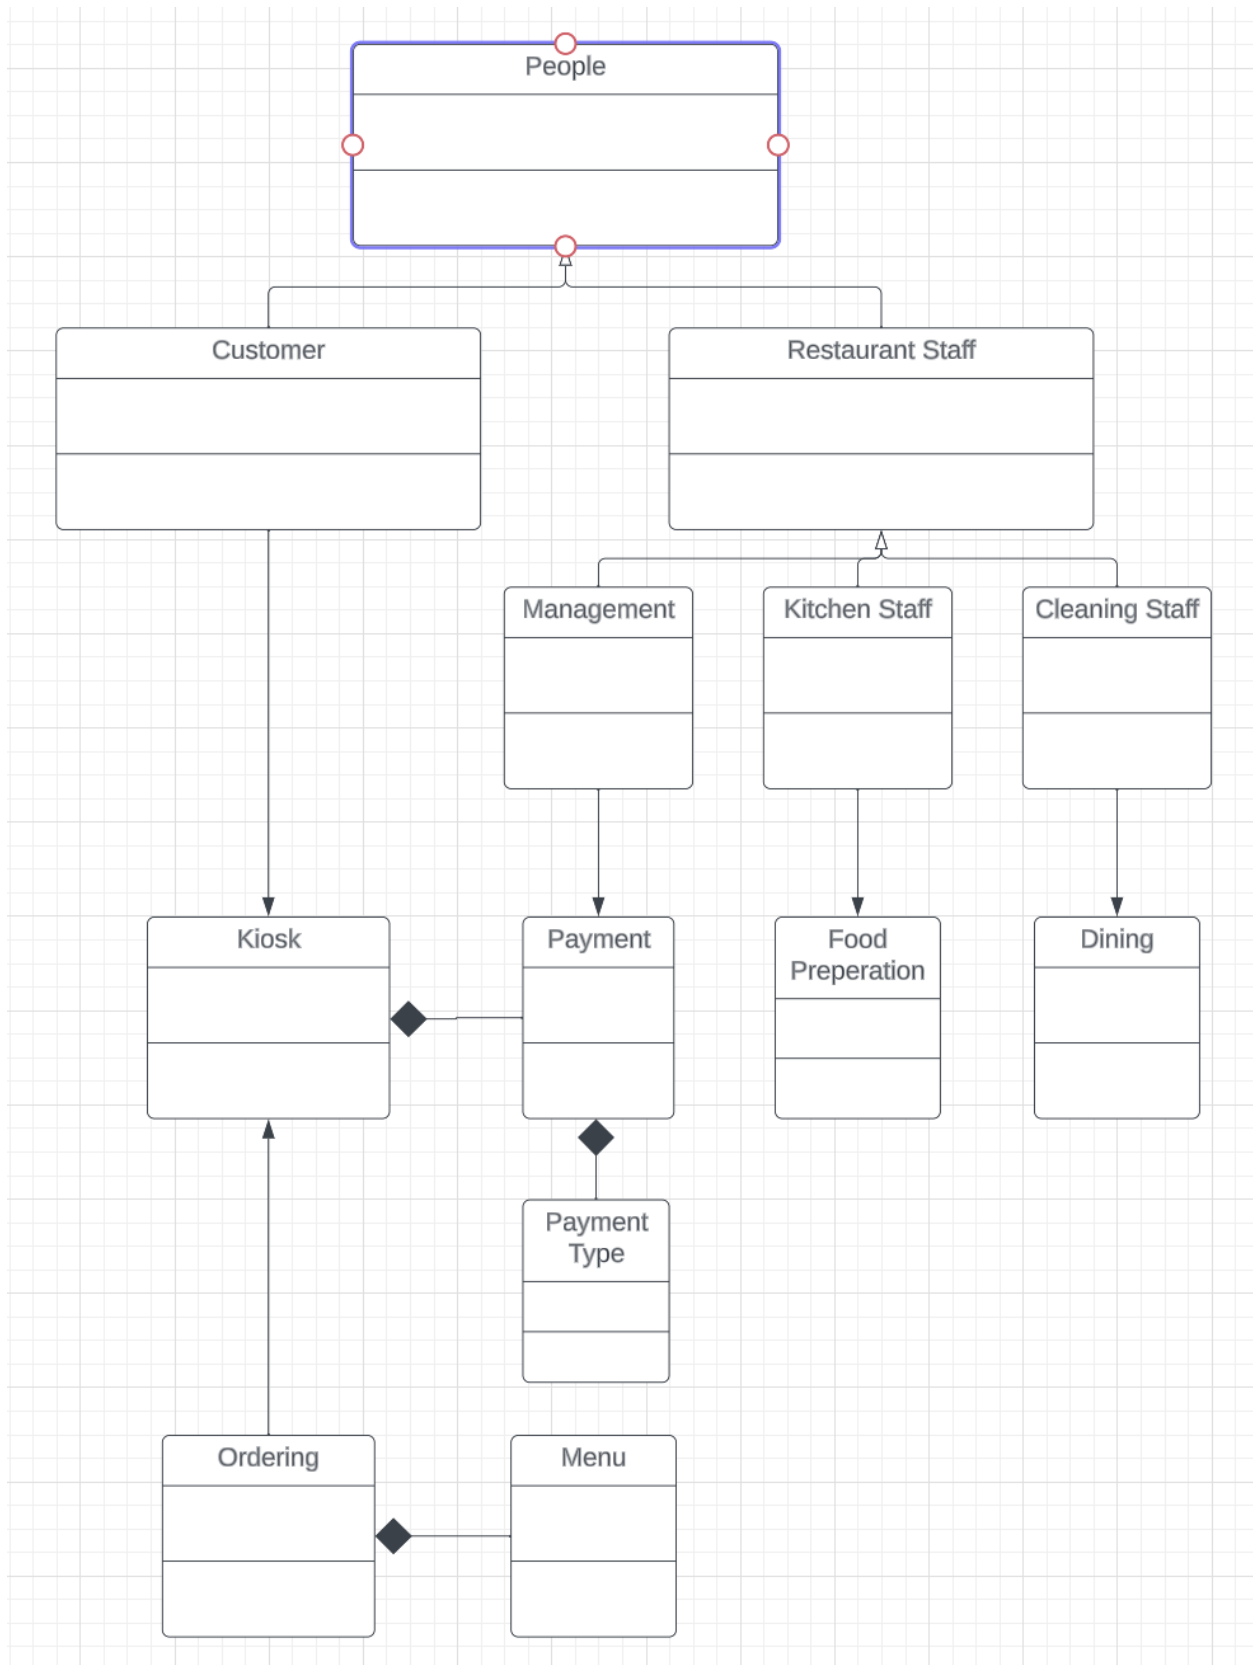 People
Customer
Restaurant Staff
Management
Kitchen Staff
Cleaning Staff
Kiosk
Payment
Food
Preperation
Dining
Payment
Type
Ordering
Menu